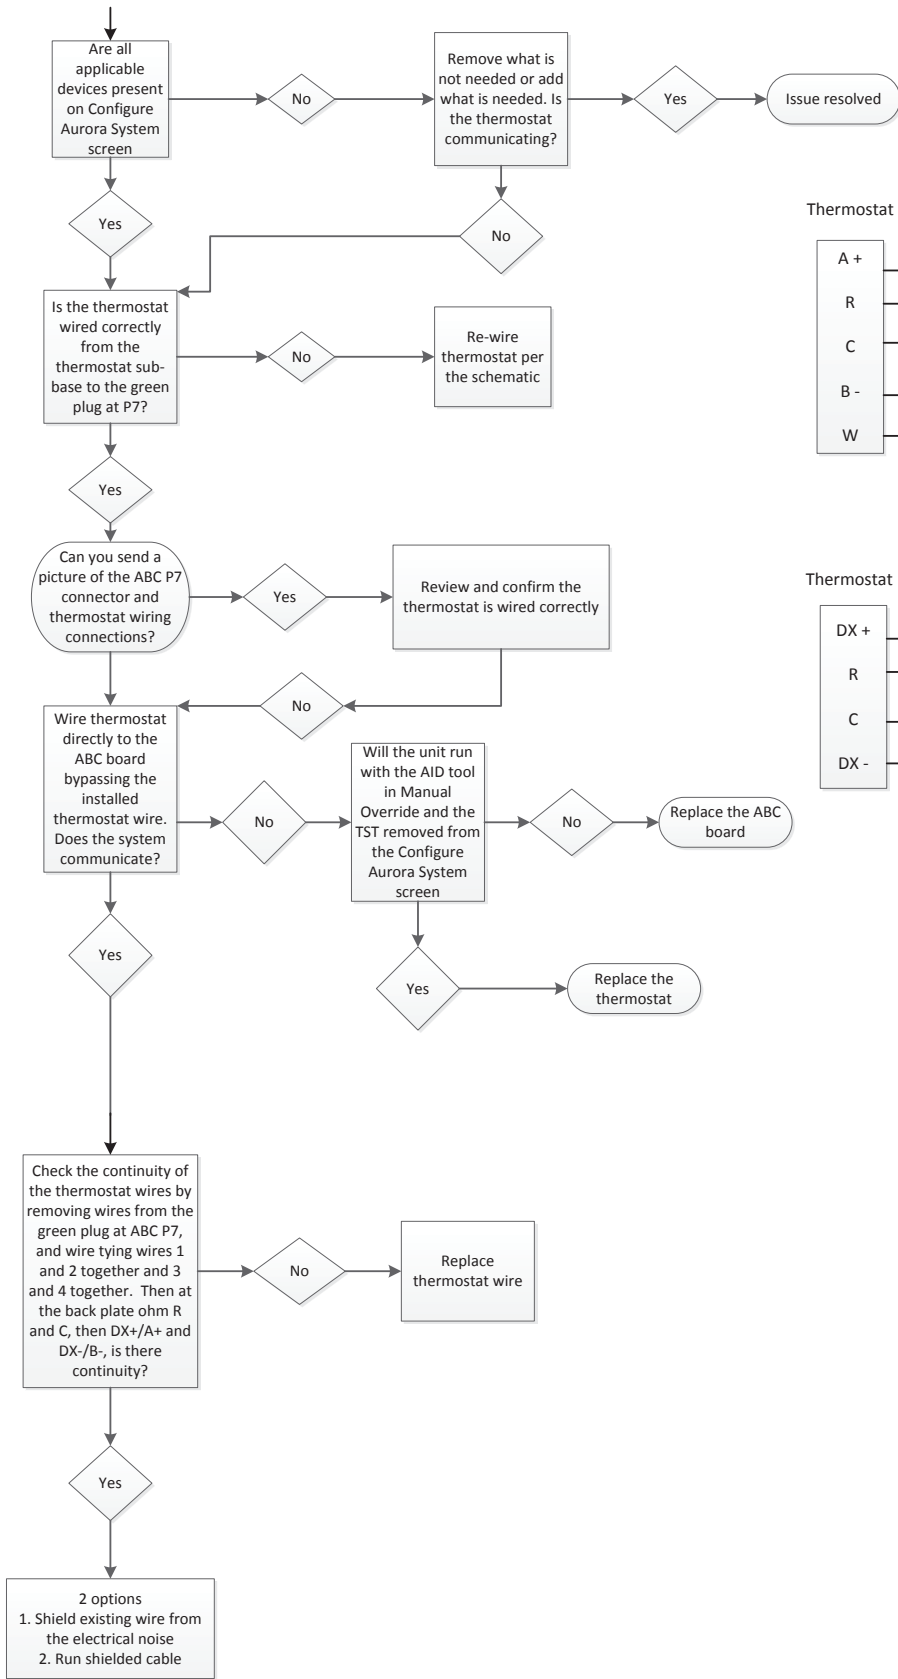 Are all
applicable
devices present
on Configure
Aurora System
screen
No
Remove what is
not needed or add
what is needed. Is
the thermostat
communicating?
Yes
Issue resolved
Yes
No
Is the thermostat
wired correctly
from the
thermostat sub-
base to the green
plug at P7?
No
Re-wire
thermostat per
the schematic
Yes
Can you send a
picture of the ABC P7
connector and
thermostat wiring
connections?
Yes
Review and confirm the
thermostat is wired correctly
No
Wire thermostat
directly to the
ABC board
bypassing the
installed
thermostat wire.
Does the system
communicate?
No
Will the unit run
with the AID tool
in Manual
Override and the
TST removed from
the Configure
Aurora System
screen
No
Replace the ABC
board
Yes
Yes
Replace the
thermostat
Check the continuity of
the thermostat wires by
removing wires from the
green plug at ABC P7,
and wire tying wires 1
and 2 together and 3
and 4 together. Then at
the back plate ohm R
and C, then DX+/A+ and
DX-/B-, is there
continuity?
No
Replace
thermostat wire
Yes
2 options
1. Shield existing wire from
the electrical noise
2. Run shielded cable
Thermostat
A +
R
C
B -
W
Thermostat
DX +
R
C
DX -